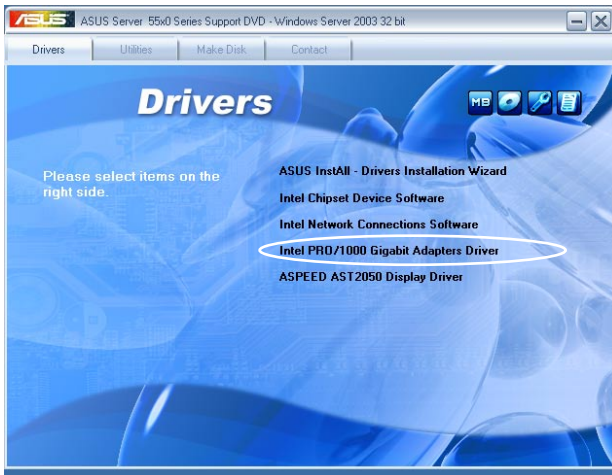 ASUS ASUS Server 55x0 Series Support DVD - Windows Server 2003 32 bit
Drivers Utilities Make Disk Contact
Drivers
MB
Please select items on the
right side.
ASUS InstAll - Drivers Installation Wizard
Intel Chipset Device Software
Intel Network Connections Software
Intel PRO/1000 Gigabit Adapters Driver
ASPEED AST2050 Display Driver